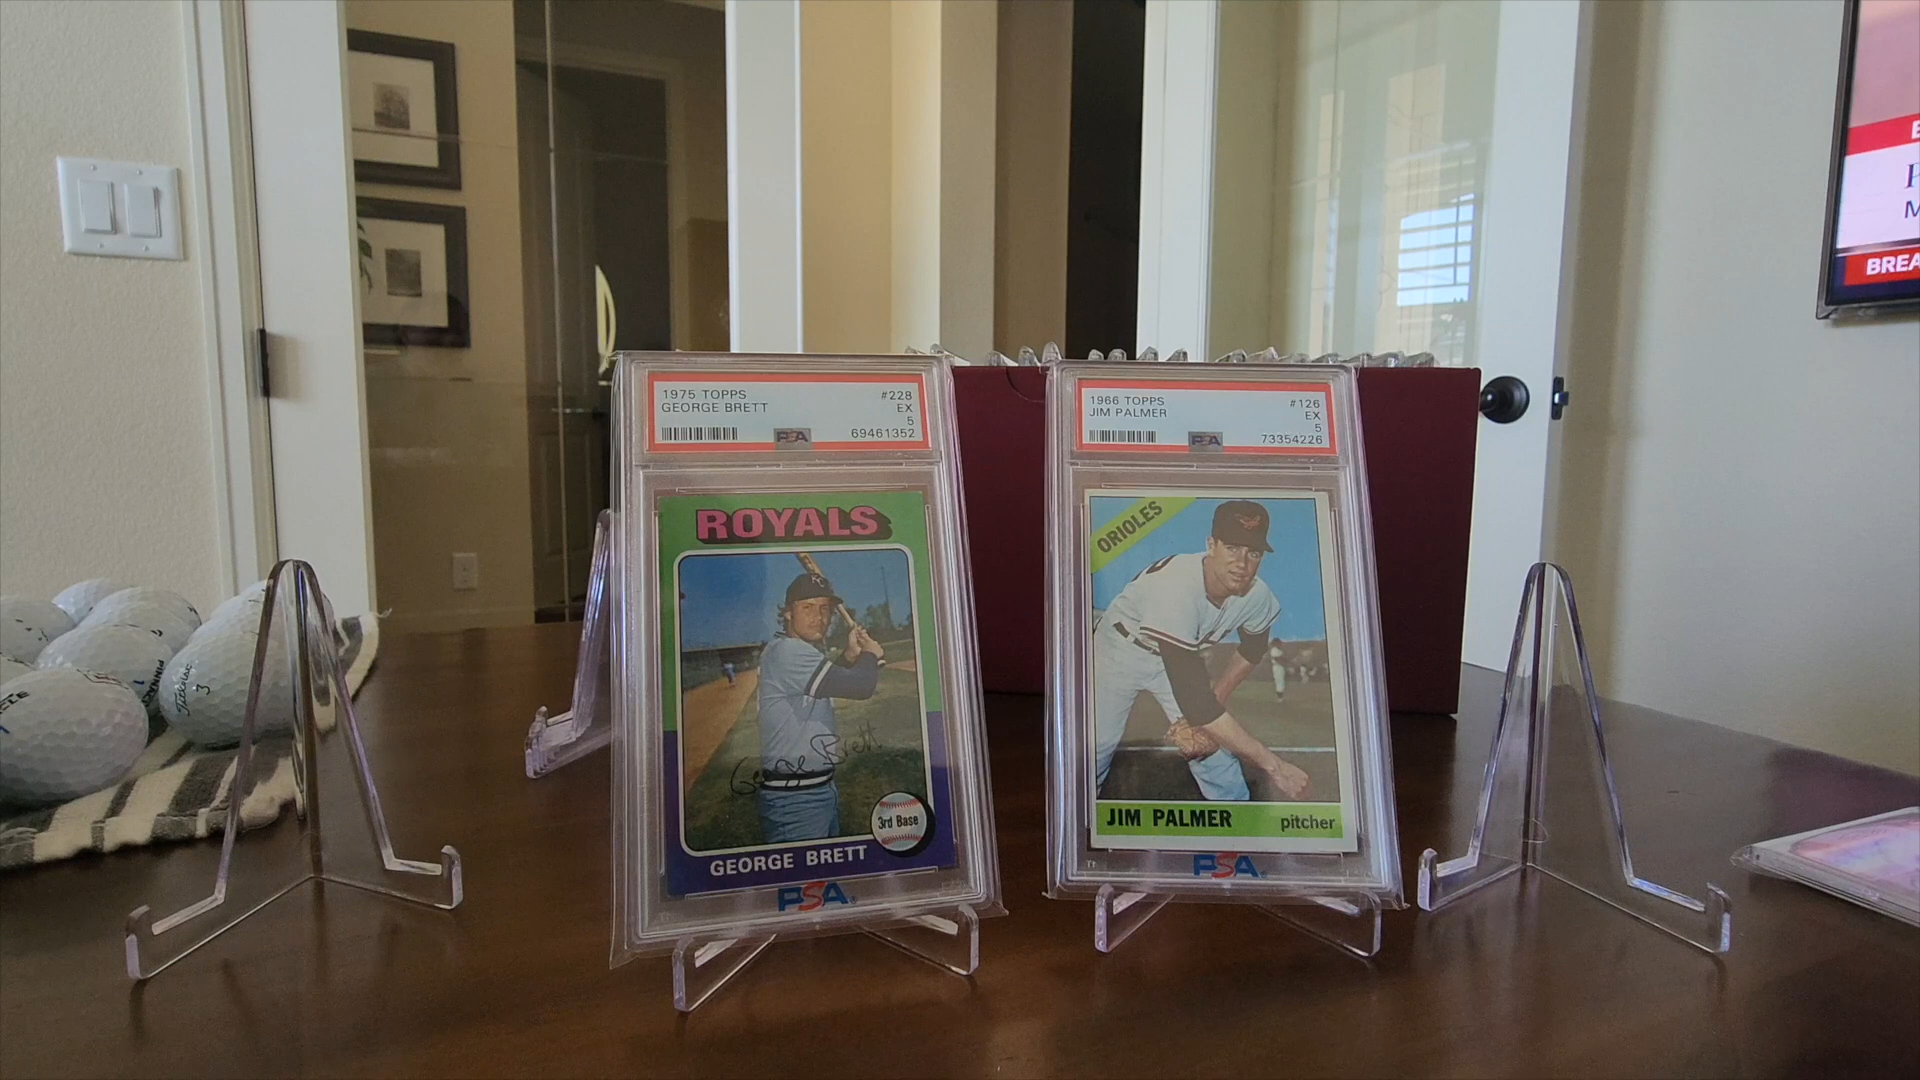 1975 TOPPS #228
GEORGE BRETT EX
5
PSA 69461352
ROYALS
George Brett
3rd Base
GEORGE BRETT
PSA
1966 TOPPS #126
JIM PALMER EX
5
PSA 73354226
ORIOLES
JIM PALMER pitcher
PSA
PINNACLE
Titleist
3
P
M
BREA